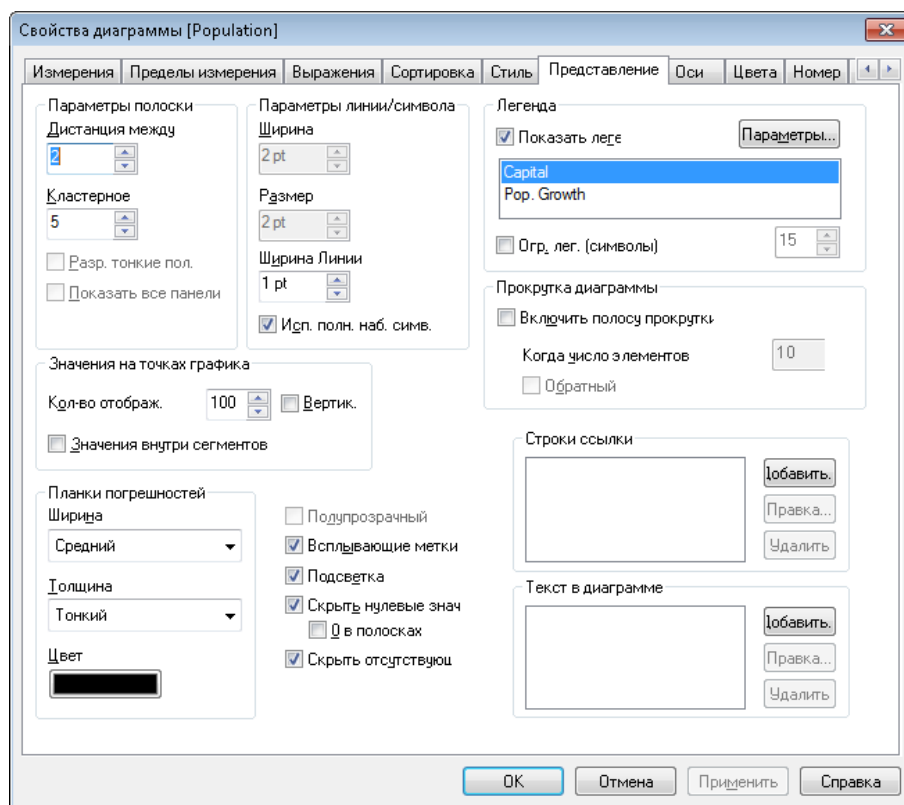 Свойства диаграммы [Population]
Измерения Пределы измерения Выражения Сортировка Стиль Представление Оси Цвета Номер
Параметры полоски
Дистанция между
2
Кластерное
5
Разр. тонкие пол.
Показать все панели
Параметры линии/символа
Ширина
2 pt
Размер
2 pt
Ширина Линии
1 pt
Исп. полн. наб. симв.
Легенда
Показать леге
Параметры...
Capital
Pop. Growth
Огр. лег. (символы)
15
Прокрутка диаграммы
Включить полосу прокрутки
Когда число элементов
10
Обратный
Значения на точках графика
Кол-во отображ.
100
Вертик.
Значения внутри сегментов
Планки погрешностей
Ширина
Средний
Толщина
Тонкий
Цвет
Полупрозрачный
Всплывающие метки
Подсветка
Скрыть нулевые знач
0 в полосках
Скрыть отсутствующ
Строки ссылки
Добавить.
Правка...
Удалить
Текст в диаграмме
Добавить.
Правка...
Удалить
OK Отмена Применить Справка